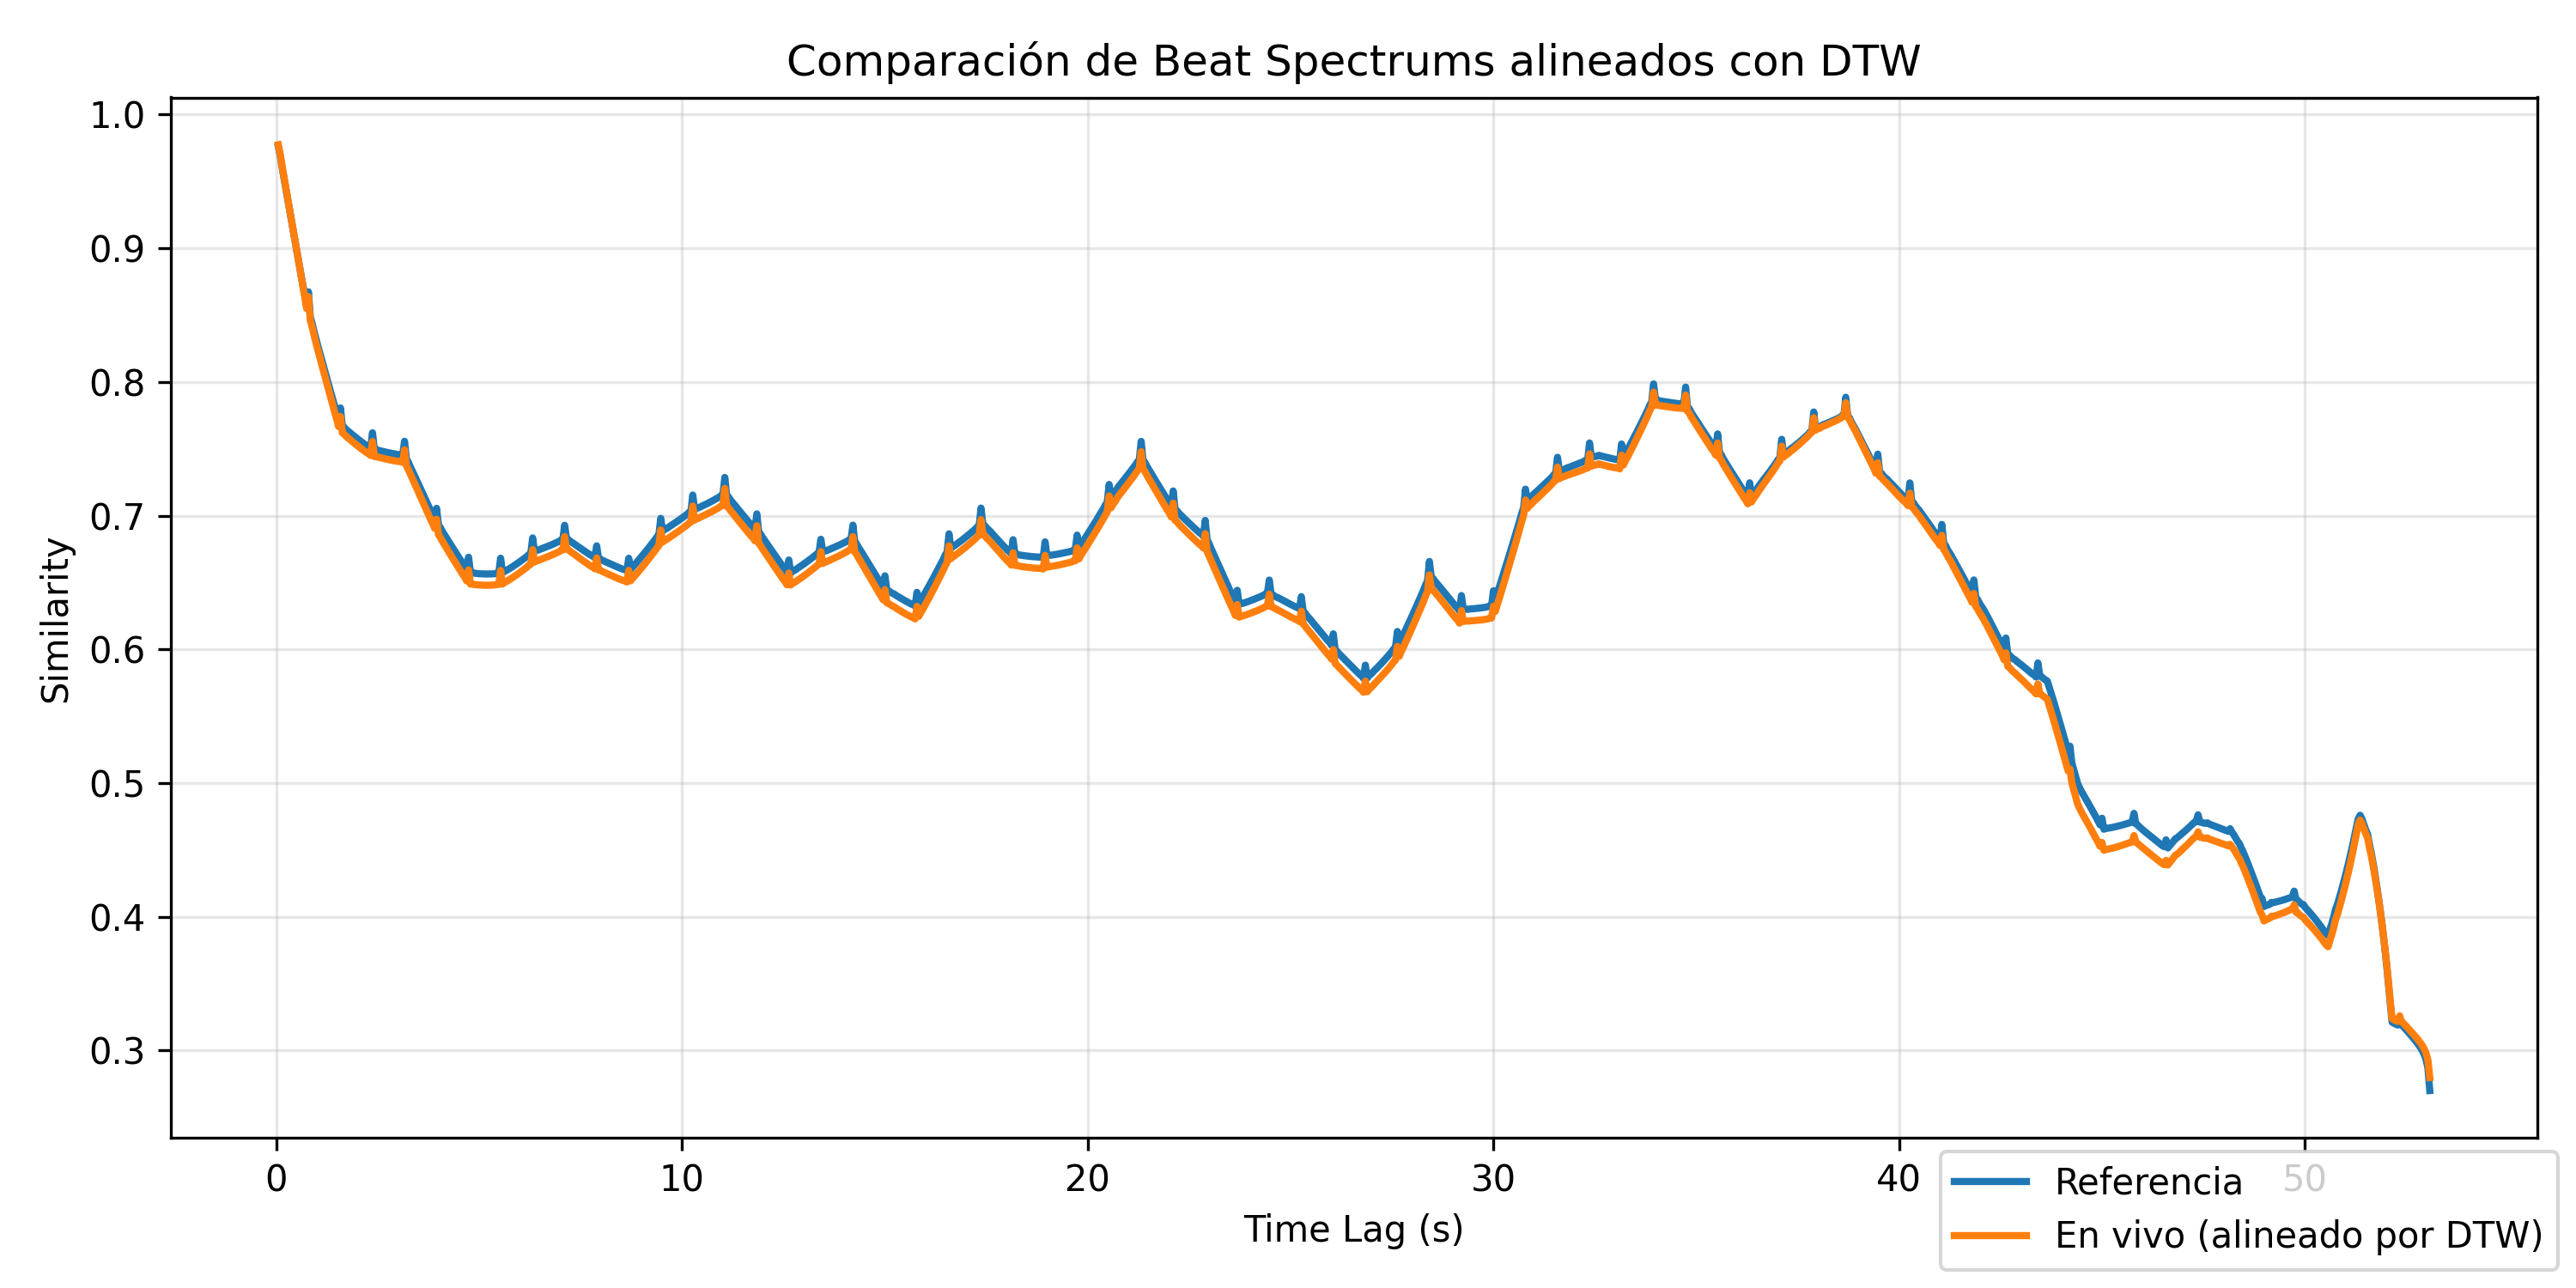 Comparación de Beat Spectrums alineados con DTW
Similarity
1.0
0.9
0.8
0.7
0.6
0.5
0.4
0.3
0 10 20 30 40 50
Time Lag (s)
Referencia
En vivo (alineado por DTW)